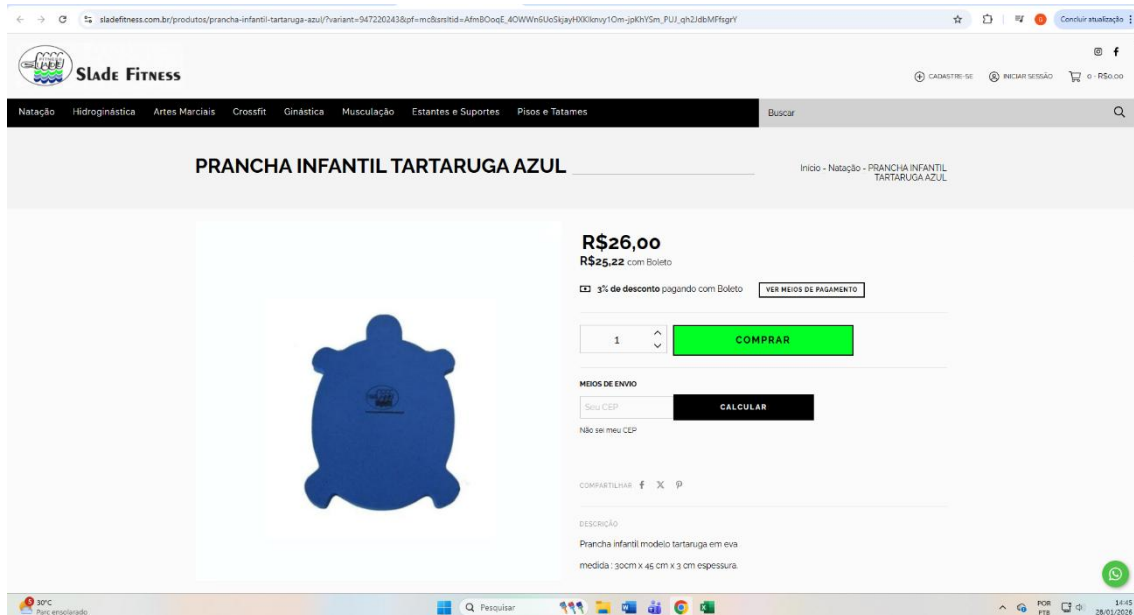 sladefitness.com.br/produtos/prancha-infantil-tartaruga-azul/?variant=947220243&pf=mc&srsltid=
Concluir atualização
FITNESS
SLADE
SLADE FITNESS
CADASTRE-SE
INICIAR SESSÃO
0 - R$0,00
Natação Hidroginástica Artes Marciais Crossfit Ginástica Musculação Estantes e Suportes Pisos e Tatames
Buscar
PRANCHA INFANTIL TARTARUGA AZUL
Início - Natação - PRANCHA INFANTIL
TARTARUGA AZUL
R$26,00
R$25,22 com Boleto
3% de desconto pagando com Boleto
VER MEIOS DE PAGAMENTO
1
COMPRAR
MEIOS DE ENVIO
Seu CEP
CALCULAR
Não sei meu CEP
COMPARTILHAR
DESCRIÇÃO
Prancha infantil modelo tartaruga em eva
medida : 30cm x 45 cm x 3 cm espessura.
30°C
Parc ensolarado
Pesquisar
POR
PTB
14:45
28/01/2026